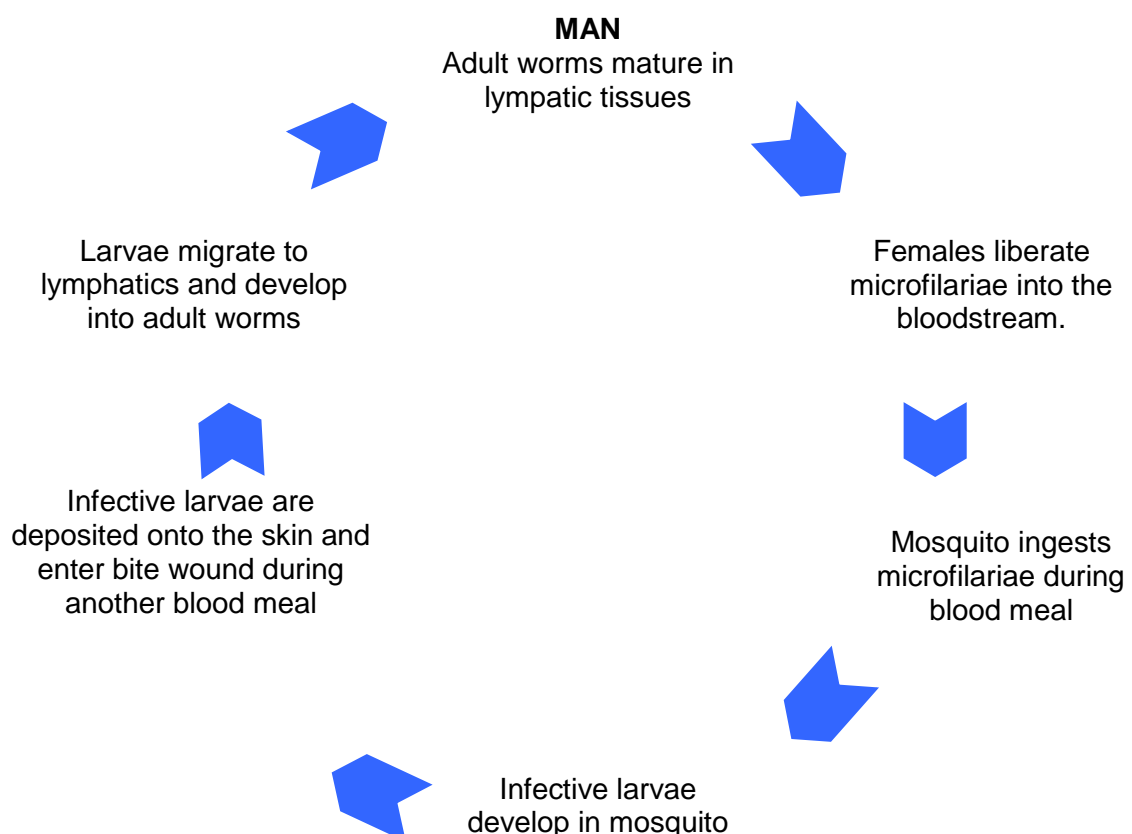 MAN
Adult worms mature in
lympatic tissues
Females liberate
microfilariae into the
bloodstream.
Mosquito ingests
microfilariae during
blood meal
Infective larvae
develop in mosquito
Infective larvae are
deposited onto the skin and
enter bite wound during
another blood meal
Larvae migrate to
lymphatics and develop
into adult worms